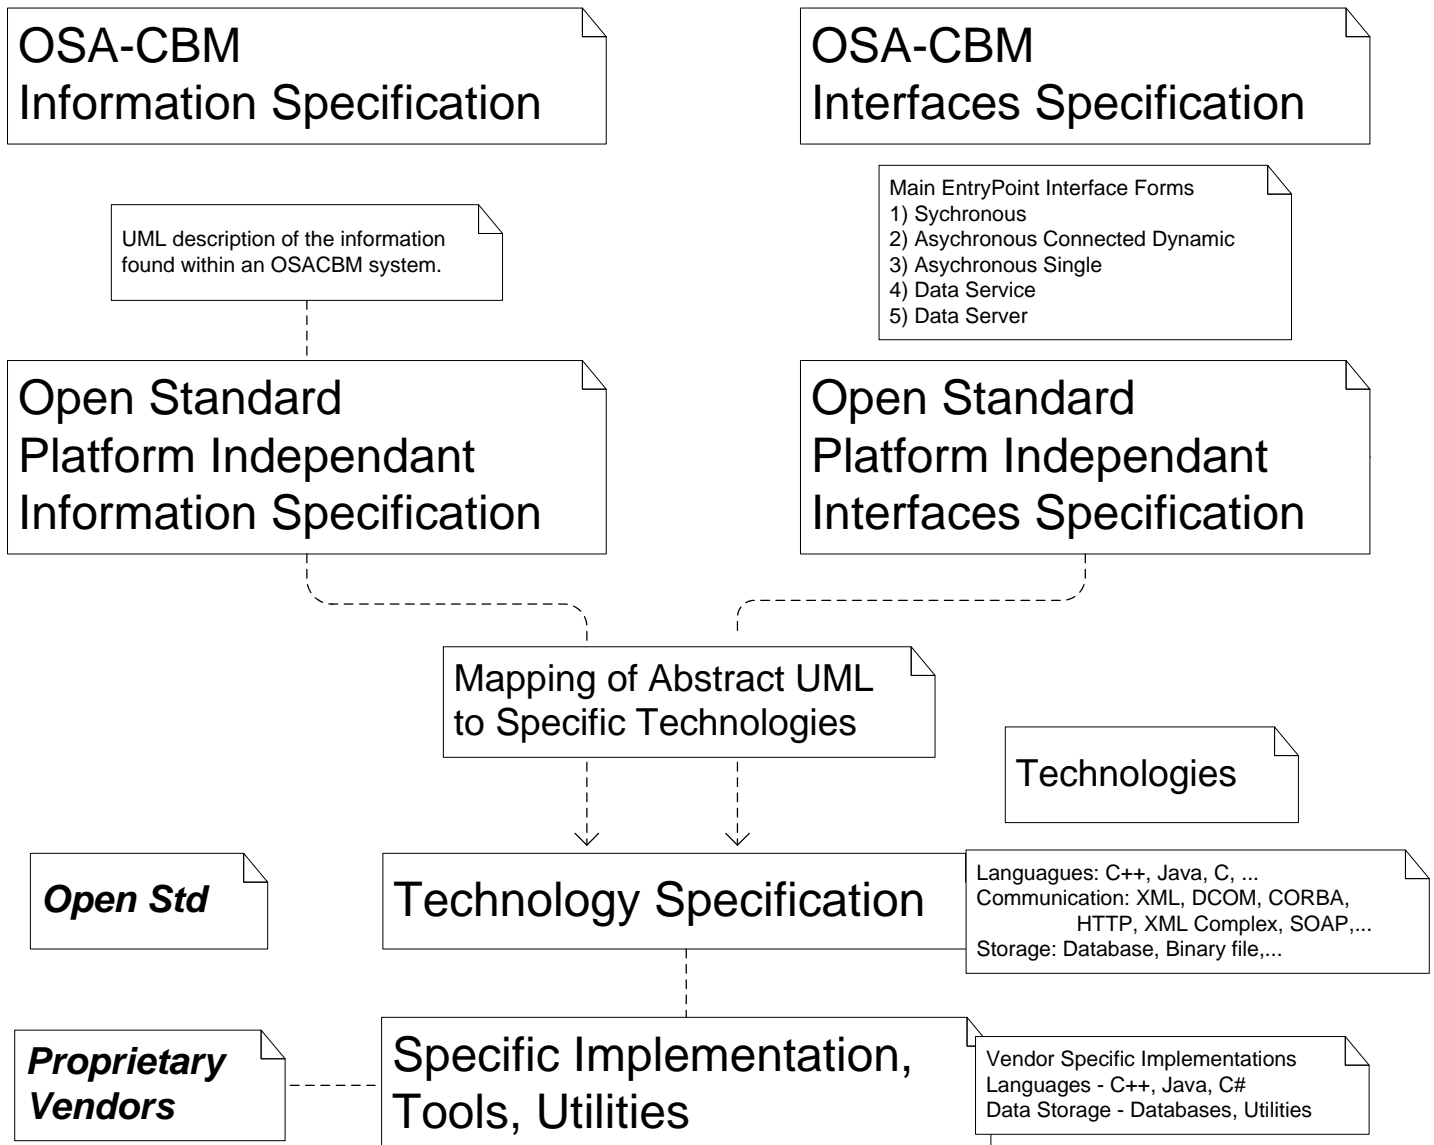 OSA-CBM
Information Specification
OSA-CBM
Interfaces Specification
UML description of the information
found within an OSACBM system.
Main EntryPoint Interface Forms
1) Sychronous
2) Asychronous Connected Dynamic
3) Asychronous Single
4) Data Service
5) Data Server
Open Standard
Platform Independant
Information Specification
Open Standard
Platform Independant
Interfaces Specification
Mapping of Abstract UML
to Specific Technologies
Technologies
Open Std
Technology Specification
Languagues: C++, Java, C, ...
Communication: XML, DCOM, CORBA,
HTTP, XML Complex, SOAP,...
Storage: Database, Binary file,...
Proprietary
Vendors
Specific Implementation,
Tools, Utilities
Vendor Specific Implementations
Languages - C++, Java, C#
Data Storage - Databases, Utilities